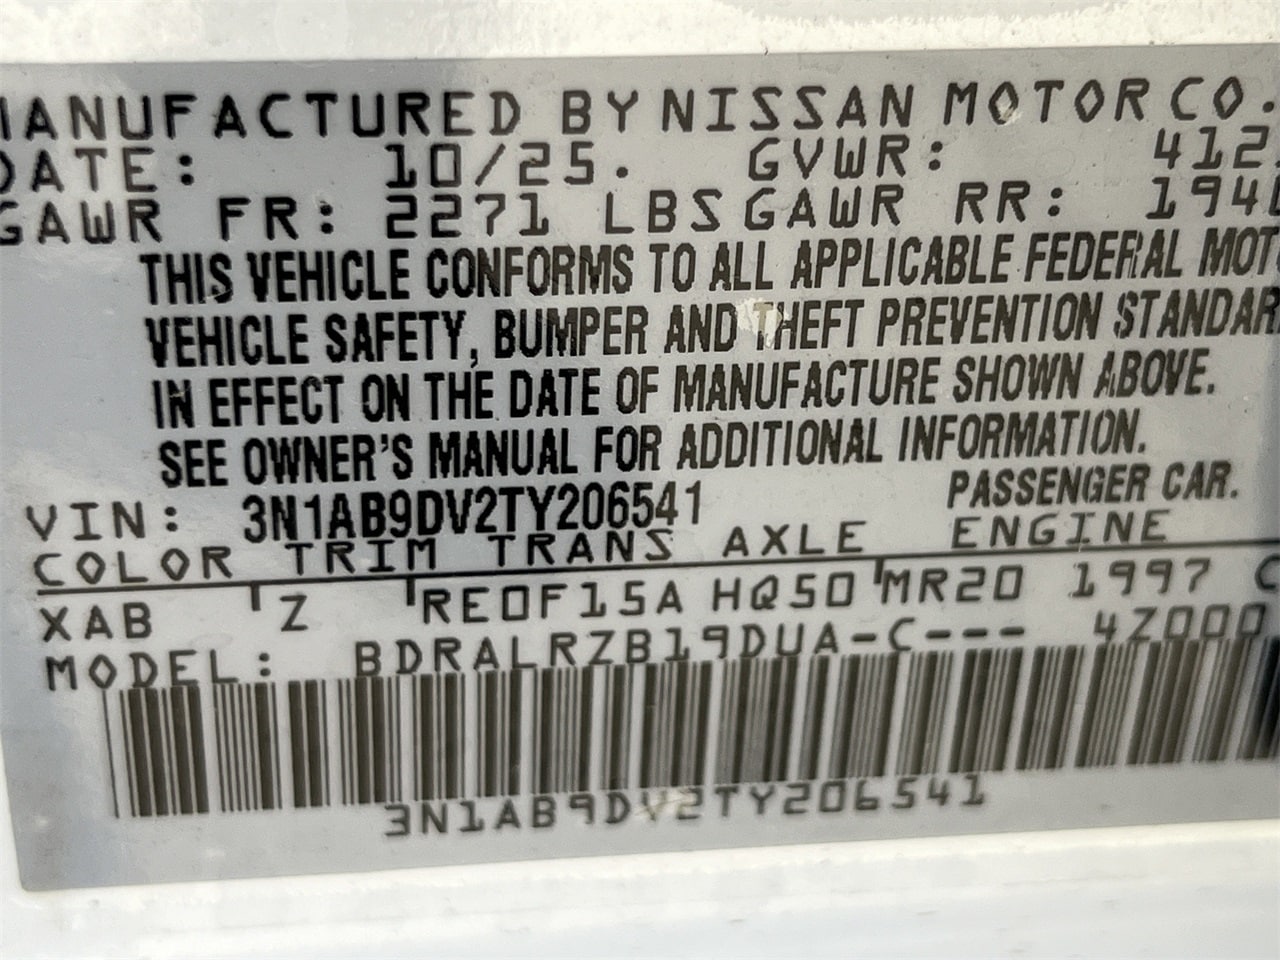 MANUFACTURED BY NISSAN MOTOR CO.
DATE: 10/25. GVWR: 412
GAWR FR: 2271 LBS GAWR RR: 194
THIS VEHICLE CONFORMS TO ALL APPLICABLE FEDERAL MOT
VEHICLE SAFETY, BUMPER AND THEFT PREVENTION STANDAR
IN EFFECT ON THE DATE OF MANUFACTURE SHOWN ABOVE.
SEE OWNER'S MANUAL FOR ADDITIONAL INFORMATION.
VIN: 3N1AB9DV2TY206541 PASSENGER CAR.
COLOR TRIM TRANS AXLE ENGINE
XAB Z RE0F15A HQ50 MR20 1997 C
MODEL: BDRALRZB19DUA-C--- 4Z000
3N1AB9DV2TY206541